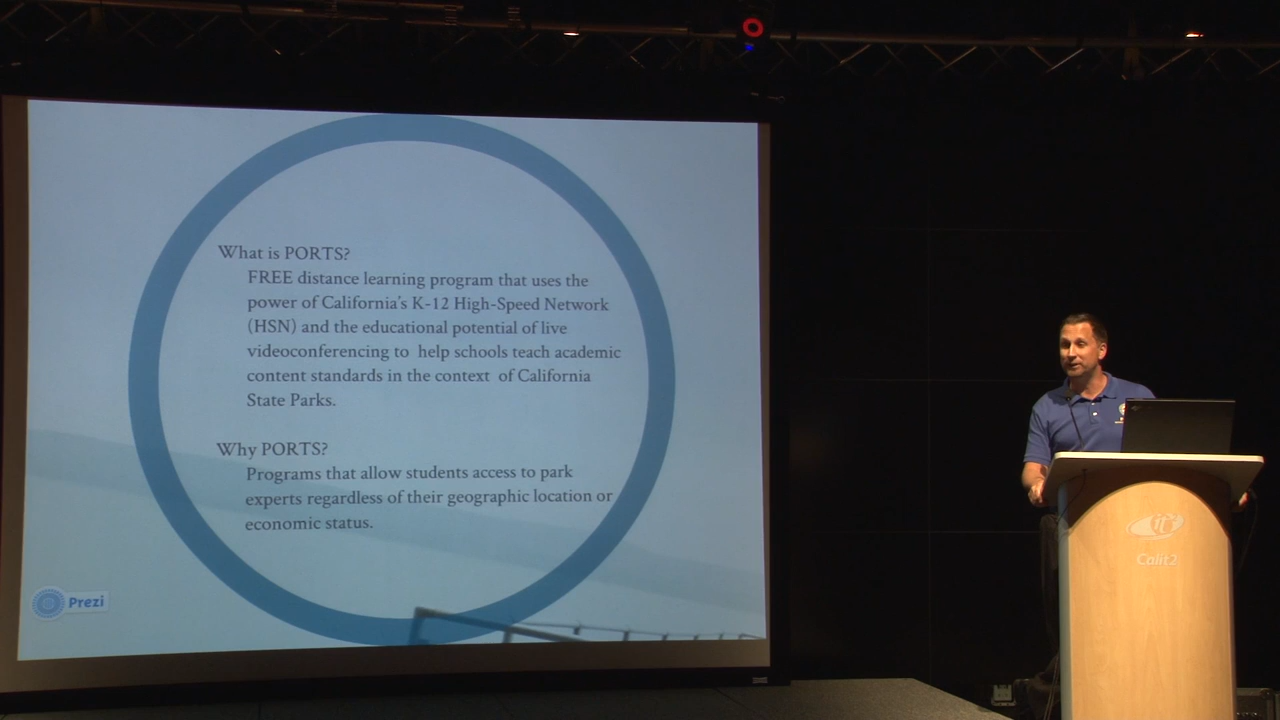 What is PORTS?
FREE distance learning program that uses the
power of California's K-12 High-Speed Network
(HSN) and the educational potential of live
videoconferencing to help schools teach academic
content standards in the context of California
State Parks.
Why PORTS?
Programs that allow students access to park
experts regardless of their geographic location or
economic status.
Prezi
it2
Calit2